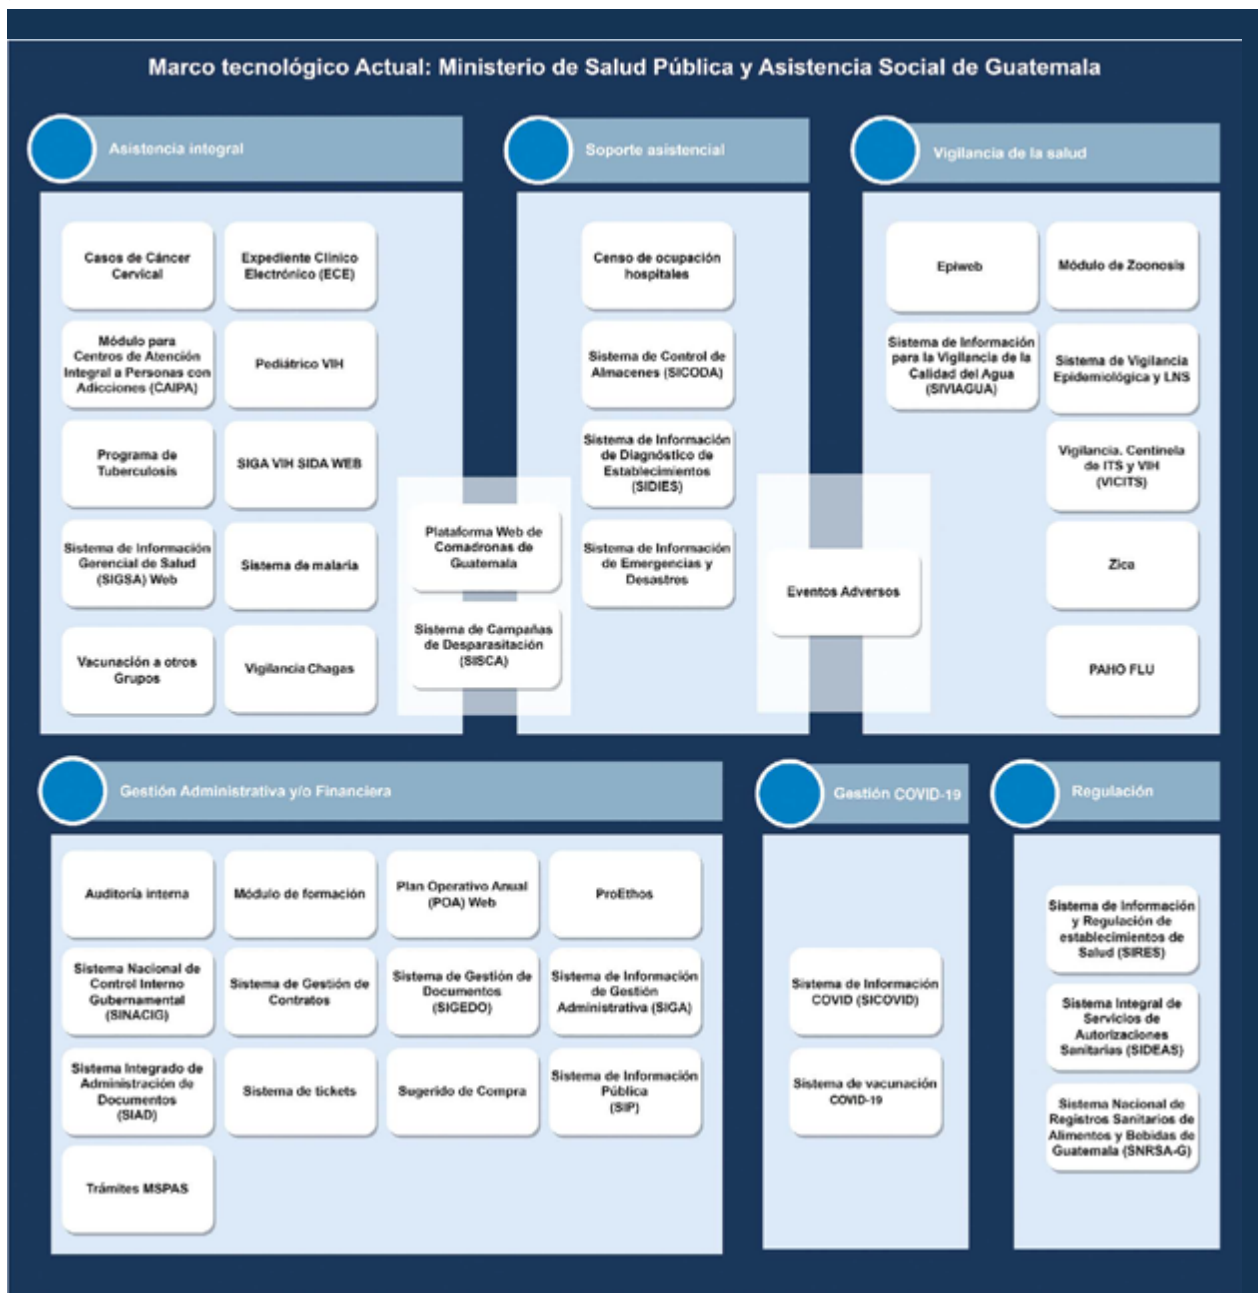 Marco tecnológico Actual: Ministerio de Salud Pública y Asistencia Social de Guatemala
Asistencia integral
Casos de Cáncer
Cervical
Expediente Clínico
Electrónico (ECE)
Módulo para
Centros de Atención
Integral a Personas con
Adicciones (CAIPA)
Pediátrico VIH
Programa de
Tuberculosis
SIGA VIH SIDA WEB
Sistema de Información
Gerencial de Salud
(SIGSA) Web
Sistema de malaria
Vacunación a otros
Grupos
Vigilancia Chagas
Plataforma Web de
Comadronas de
Guatemala
Sistema de Campañas
de Desparasitación
(SISCA)
Soporte asistencial
Censo de ocupación
hospitales
Sistema de Control de
Almacenes (SICODA)
Sistema de Información
de Diagnóstico de
Establecimientos
(SIDIES)
Sistema de Información
de Emergencias y
Desastres
Eventos Adversos
Vigilancia de la salud
Epiweb
Módulo de Zoonosis
Sistema de Información
para la Vigilancia de la
Calidad del Agua
(SIVIAGUA)
Sistema de Vigilancia
Epidemiológica y LNS
Vigilancia. Centinela
de ITS y VIH
(VICITS)
Zica
PAHO FLU
Gestión Administrativa y/o Financiera
Auditoría interna
Módulo de formación
Plan Operativo Anual
(POA) Web
ProEthos
Sistema Nacional de
Control Interno
Gubernamental
(SINACIG)
Sistema de Gestión de
Contratos
Sistema de Gestión de
Documentos
(SIGEDO)
Sistema de Información
de Gestión
Administrativa (SIGA)
Sistema Integrado de
Administración de
Documentos
(SIAD)
Sistema de tickets
Sugerido de Compra
Sistema de Información
Pública
(SIP)
Trámites MSPAS
Gestión COVID-19
Sistema de Información
COVID (SICOVID)
Sistema de vacunación
COVID-19
Regulación
Sistema de Información
y Regulación de
establecimientos de
Salud (SIRES)
Sistema Integral de
Servicios de
Autorizaciones
Sanitarias (SIDEAS)
Sistema Nacional de
Registros Sanitarios de
Alimentos y Bebidas de
Guatemala (SNRSA-G)